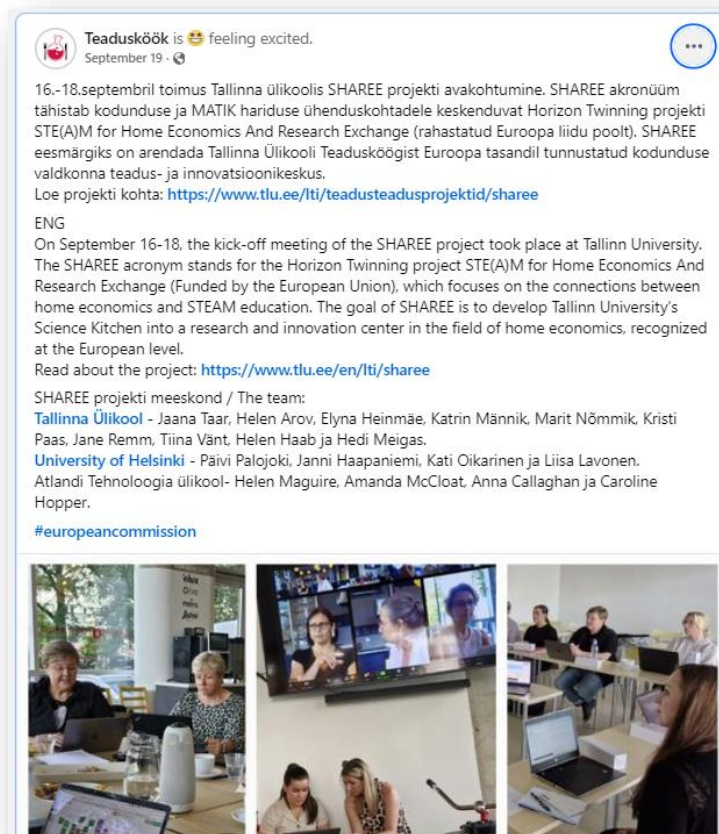 Teadusköök is 😄 feeling excited.
September 19 ·
16.-18.septembril toimus Tallinna ülikoolis SHAREE projekti avakohtumine. SHAREE akronüüm
tähistab kodunduse ja MATIK hariduse ühenduskohtadele keskenduvat Horizon Twinning projekti
STE(A)M for Home Economics And Research Exchange (rahastatud Euroopa liidu poolt). SHAREE
eesmärgiks on arendada Tallinna Ülikooli Teadusköögist Euroopa tasandil tunnustatud kodunduse
valdkonna teadus- ja innovatsioonikeskus.
Loe projekti kohta: https://www.tlu.ee/lti/teadusteadusprojektid/sharee
ENG
On September 16-18, the kick-off meeting of the SHAREE project took place at Tallinn University.
The SHAREE acronym stands for the Horizon Twinning project STE(A)M for Home Economics And
Research Exchange (Funded by the European Union), which focuses on the connections between
home economics and STEAM education. The goal of SHAREE is to develop Tallinn University's
Science Kitchen into a research and innovation center in the field of home economics, recognized
at the European level.
Read about the project: https://www.tlu.ee/en/lti/sharee
SHAREE projekti meeskond / The team:
Tallinna Ülikool - Jaana Taar, Helen Arov, Elyna Heinmäe, Katrin Männik, Marit Nõmmik, Kristi
Paas, Jane Remm, Tiina Vänt, Helen Haab ja Hedi Meigas.
University of Helsinki - Päivi Palojoki, Janni Haapaniemi, Kati Oikarinen ja Liisa Lavonen.
Atlandi Tehnoloogia ülikool- Helen Maguire, Amanda McCloat, Anna Callaghan ja Caroline
Hopper.
#europeancommission